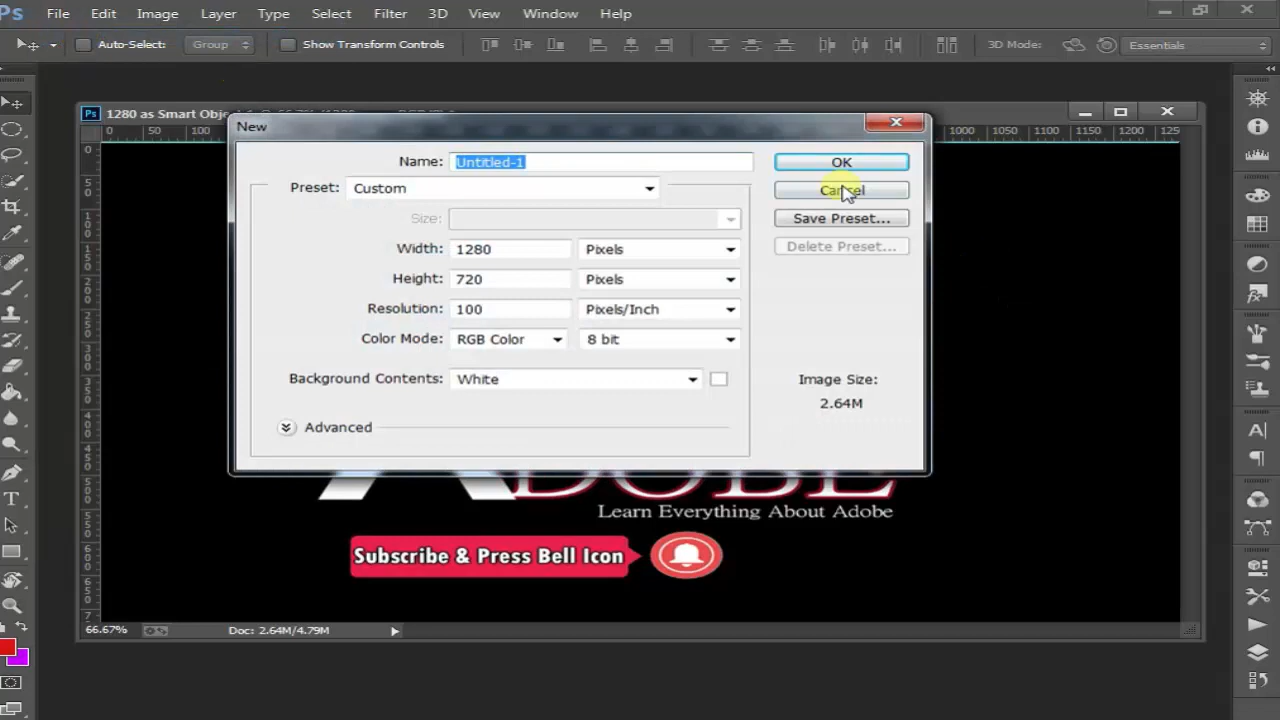 Ps File Edit Image Layer Type Select Filter 3D View Window Help
Auto-Select: Group Show Transform Controls 3D Mode: Essentials
Ps 1280 as Smart Obje
0 50 100 1000 1050 1100 1150 1200 125
New
Name: Untitled-1 OK
Preset: Custom Cancel
Size: Save Preset...
Width: 1280 Pixels Delete Preset...
Height: 720 Pixels
Resolution: 100 Pixels/Inch
Color Mode: RGB Color 8 bit
Background Contents: White Image Size:
2.64M
Advanced
ADOBE
Learn Everything About Adobe
Subscribe & Press Bell Icon
66.67% Doc: 2.64M/4.79M